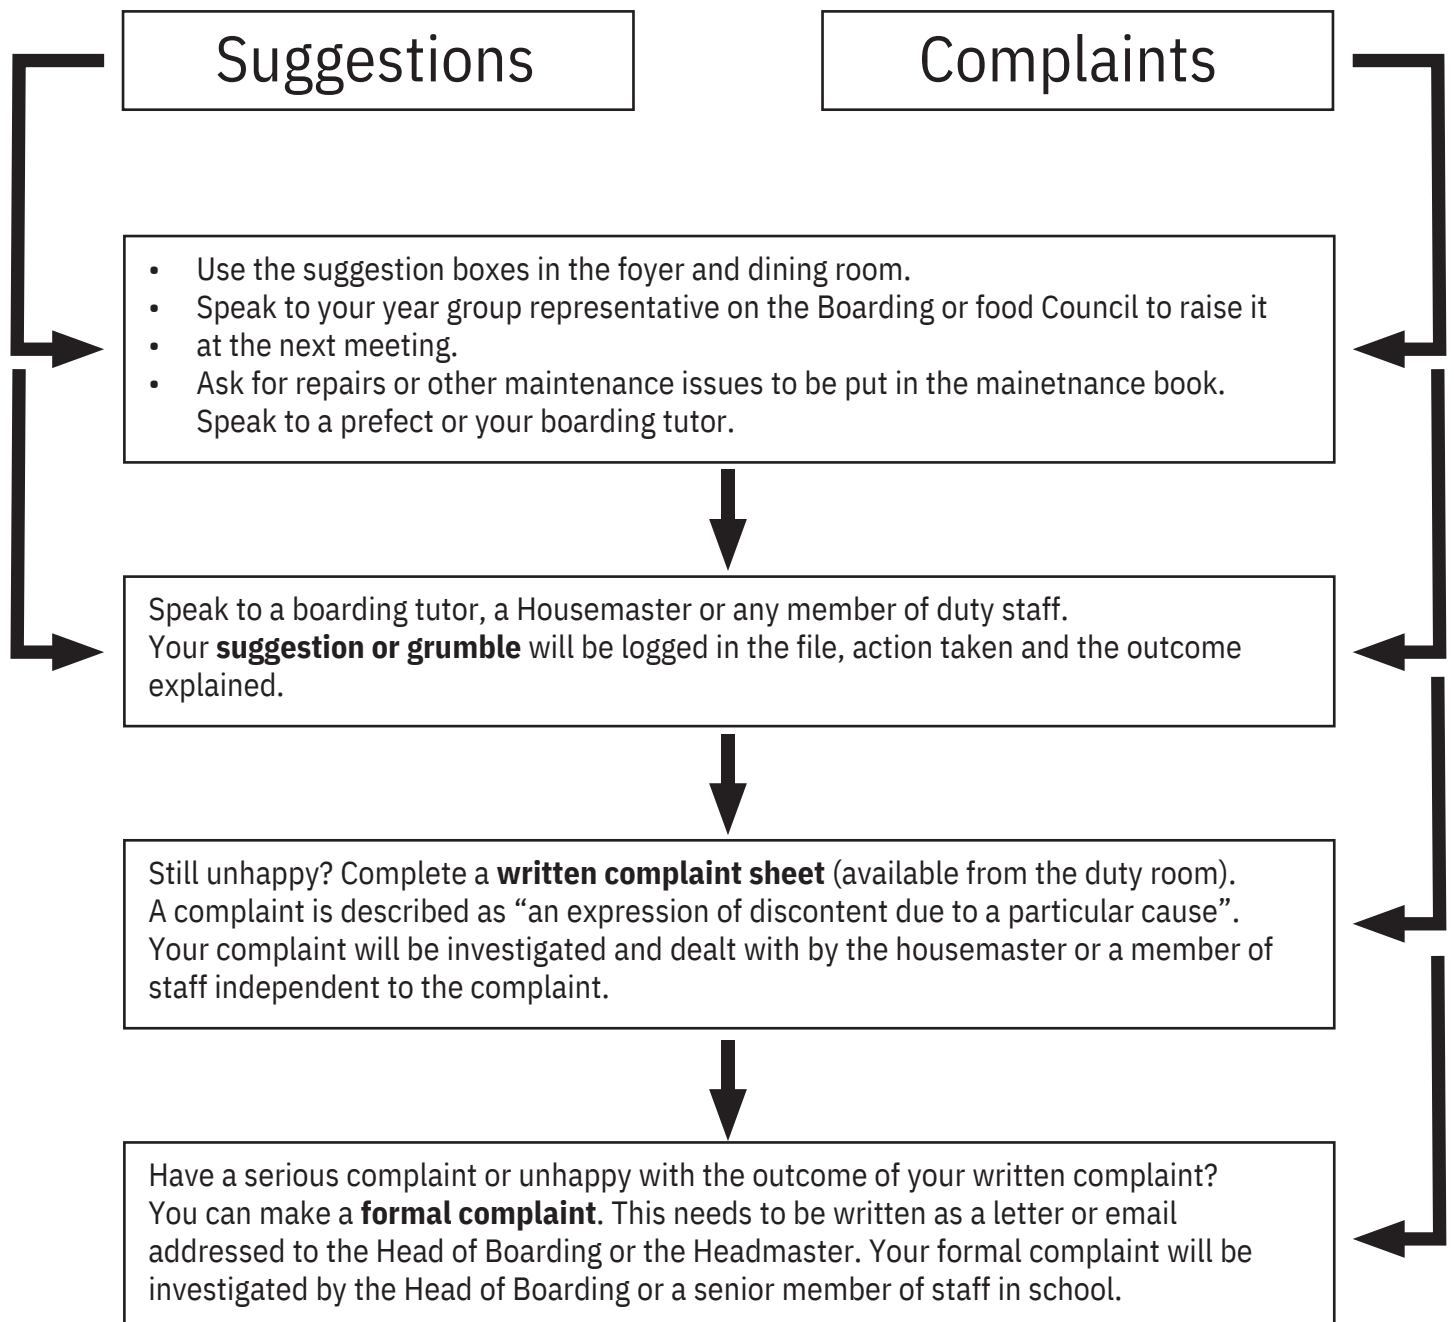 Suggestions
Complaints
• Use the suggestion boxes in the foyer and dining room.
• Speak to your year group representative on the Boarding or food Council to raise it
• at the next meeting.
• Ask for repairs or other maintenance issues to be put in the mainetnance book.
Speak to a prefect or your boarding tutor.
Speak to a boarding tutor, a Housemaster or any member of duty staff.
Your suggestion or grumble will be logged in the file, action taken and the outcome
explained.
Still unhappy? Complete a written complaint sheet (available from the duty room).
A complaint is described as “an expression of discontent due to a particular cause”.
Your complaint will be investigated and dealt with by the housemaster or a member of
staff independent to the complaint.
Have a serious complaint or unhappy with the outcome of your written complaint?
You can make a formal complaint. This needs to be written as a letter or email
addressed to the Head of Boarding or the Headmaster. Your formal complaint will be
investigated by the Head of Boarding or a senior member of staff in school.